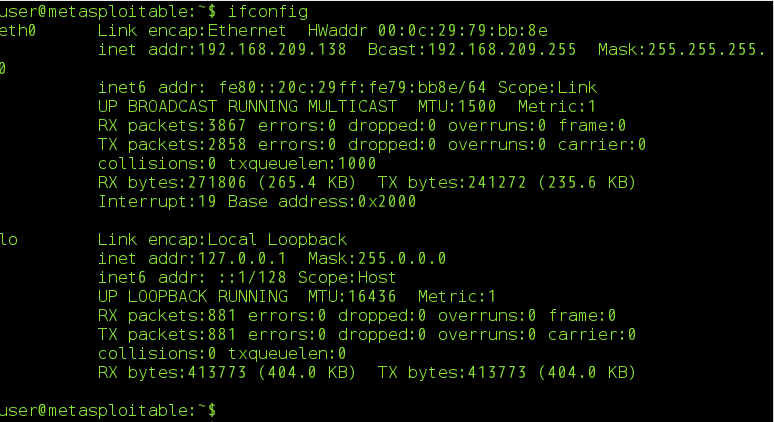 user@metasploitable:~$ ifconfig
eth0      Link encap:Ethernet  HWaddr 00:0c:29:79:bb:8e
          inet addr:192.168.209.138  Bcast:192.168.209.255  Mask:255.255.255.
0
          inet6 addr: fe80::20c:29ff:fe79:bb8e/64 Scope:Link
          UP BROADCAST RUNNING MULTICAST  MTU:1500  Metric:1
          RX packets:3867 errors:0 dropped:0 overruns:0 frame:0
          TX packets:2858 errors:0 dropped:0 overruns:0 carrier:0
          collisions:0 txqueuelen:1000
          RX bytes:271806 (265.4 KB)  TX bytes:241272 (235.6 KB)
          Interrupt:19 Base address:0x2000

lo        Link encap:Local Loopback
          inet addr:127.0.0.1  Mask:255.0.0.0
          inet6 addr: ::1/128 Scope:Host
          UP LOOPBACK RUNNING  MTU:16436  Metric:1
          RX packets:881 errors:0 dropped:0 overruns:0 frame:0
          TX packets:881 errors:0 dropped:0 overruns:0 carrier:0
          collisions:0 txqueuelen:0
          RX bytes:413773 (404.0 KB)  TX bytes:413773 (404.0 KB)

user@metasploitable:~$